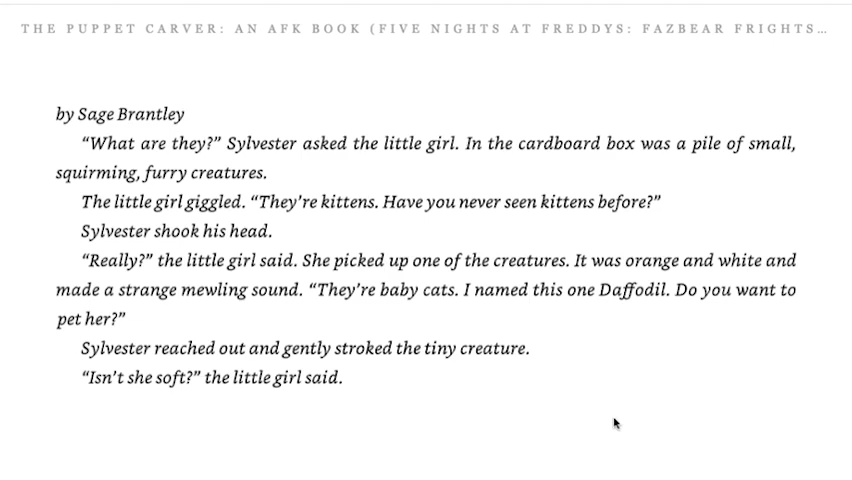 THE PUPPET CARVER: AN AFK BOOK (FIVE NIGHTS AT FREDDYS: FAZBEAR FRIGHTS…
by Sage Brantley
“What are they?” Sylvester asked the little girl. In the cardboard box was a pile of small,
squirming, furry creatures.
The little girl giggled. “They’re kittens. Have you never seen kittens before?”
Sylvester shook his head.
“Really?” the little girl said. She picked up one of the creatures. It was orange and white and
made a strange mewling sound. “They’re baby cats. I named this one Daffodil. Do you want to
pet her?”
Sylvester reached out and gently stroked the tiny creature.
“Isn’t she soft?” the little girl said.